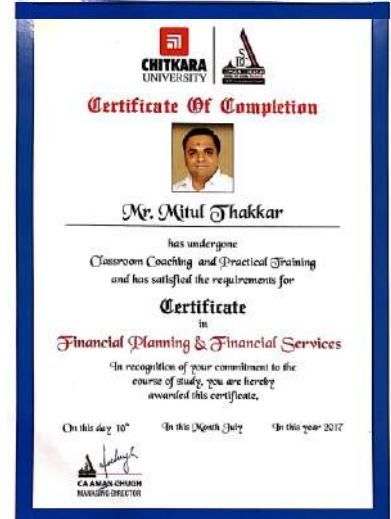 CHITKARA
UNIVERSITY
Certificate Of Completion
Mr. Mitul Thakkar
has undergone
Classroom Coaching and Practical Training
and has satisfied the requirements for
Certificate
in
Financial Planning & Financial Services
In recognition of your commitment to the
course of study, you are hereby
awarded this certificate.
On this day 10th In this Month July In this year 2017
CA AMAN CHUGH
MANAGING DIRECTOR